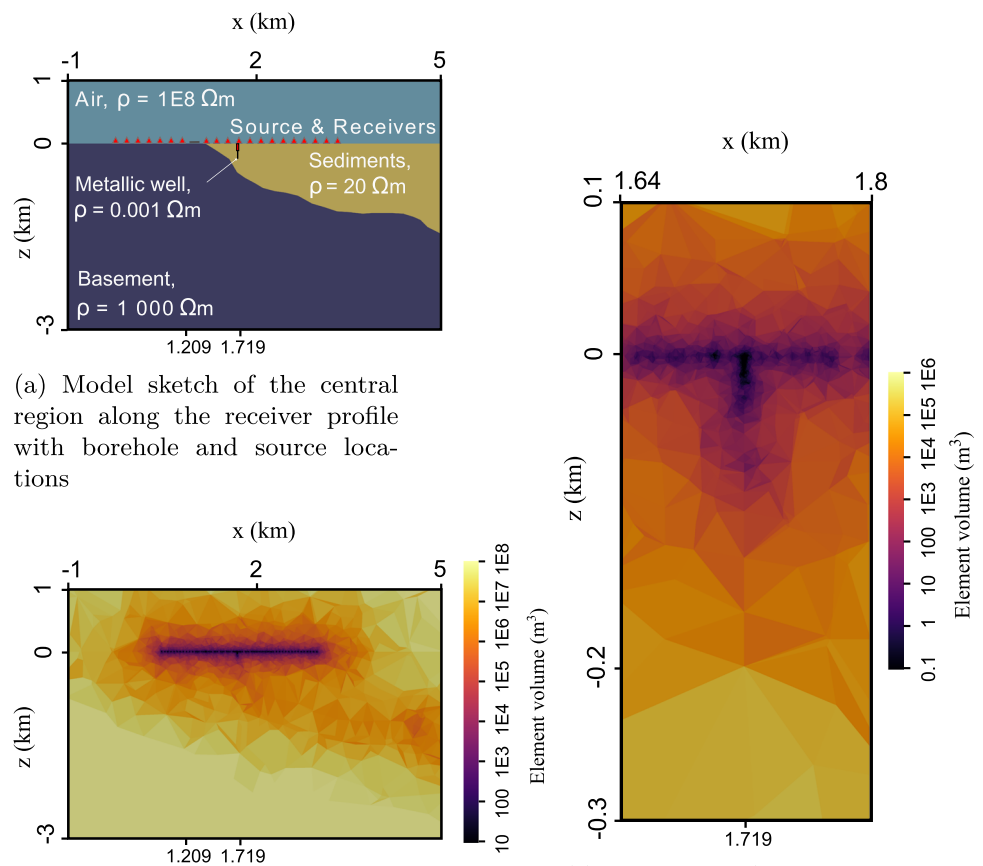 x (km)
-1 2 5
1
0
-3
z (km)
Air, ρ = 1E8 Ωm
Source & Receivers
Sediments,
ρ = 20 Ωm
Metallic well,
ρ = 0.001 Ωm
Basement,
ρ = 1 000 Ωm
1.209 1.719
(a) Model sketch of the central
region along the receiver profile
with borehole and source loca-
tions
x (km)
-1 2 5
1
0
-3
z (km)
1.209 1.719
10 100 1E3 1E4 1E5 1E6 1E7 1E8
Element volume (m³)
x (km)
1.64 1.8
0.1
0
-0.2
-0.3
z (km)
1.719
0.1 1 10 100 1E3 1E4 1E5 1E6
Element volume (m³)